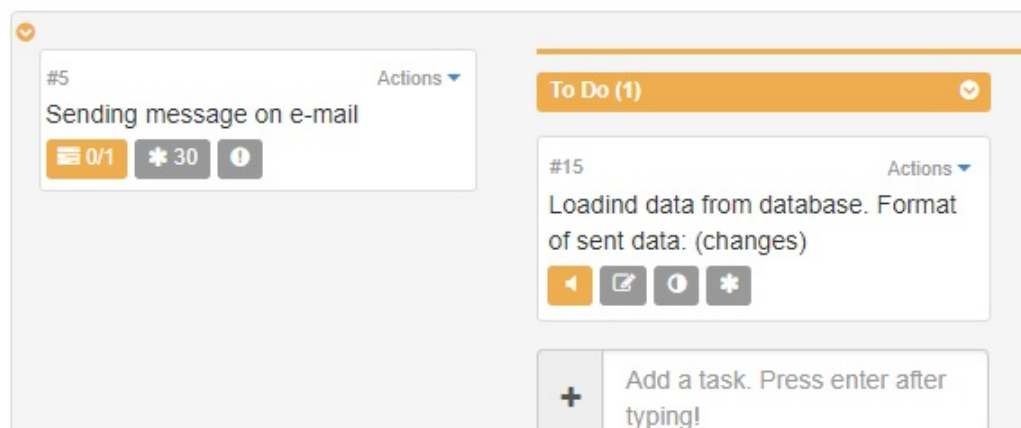 #5 Actions
Sending message on e-mail
0/1 30
To Do (1)
#15 Actions
Loadind data from database. Format
of sent data: (changes)
Add a task. Press enter after
typing!